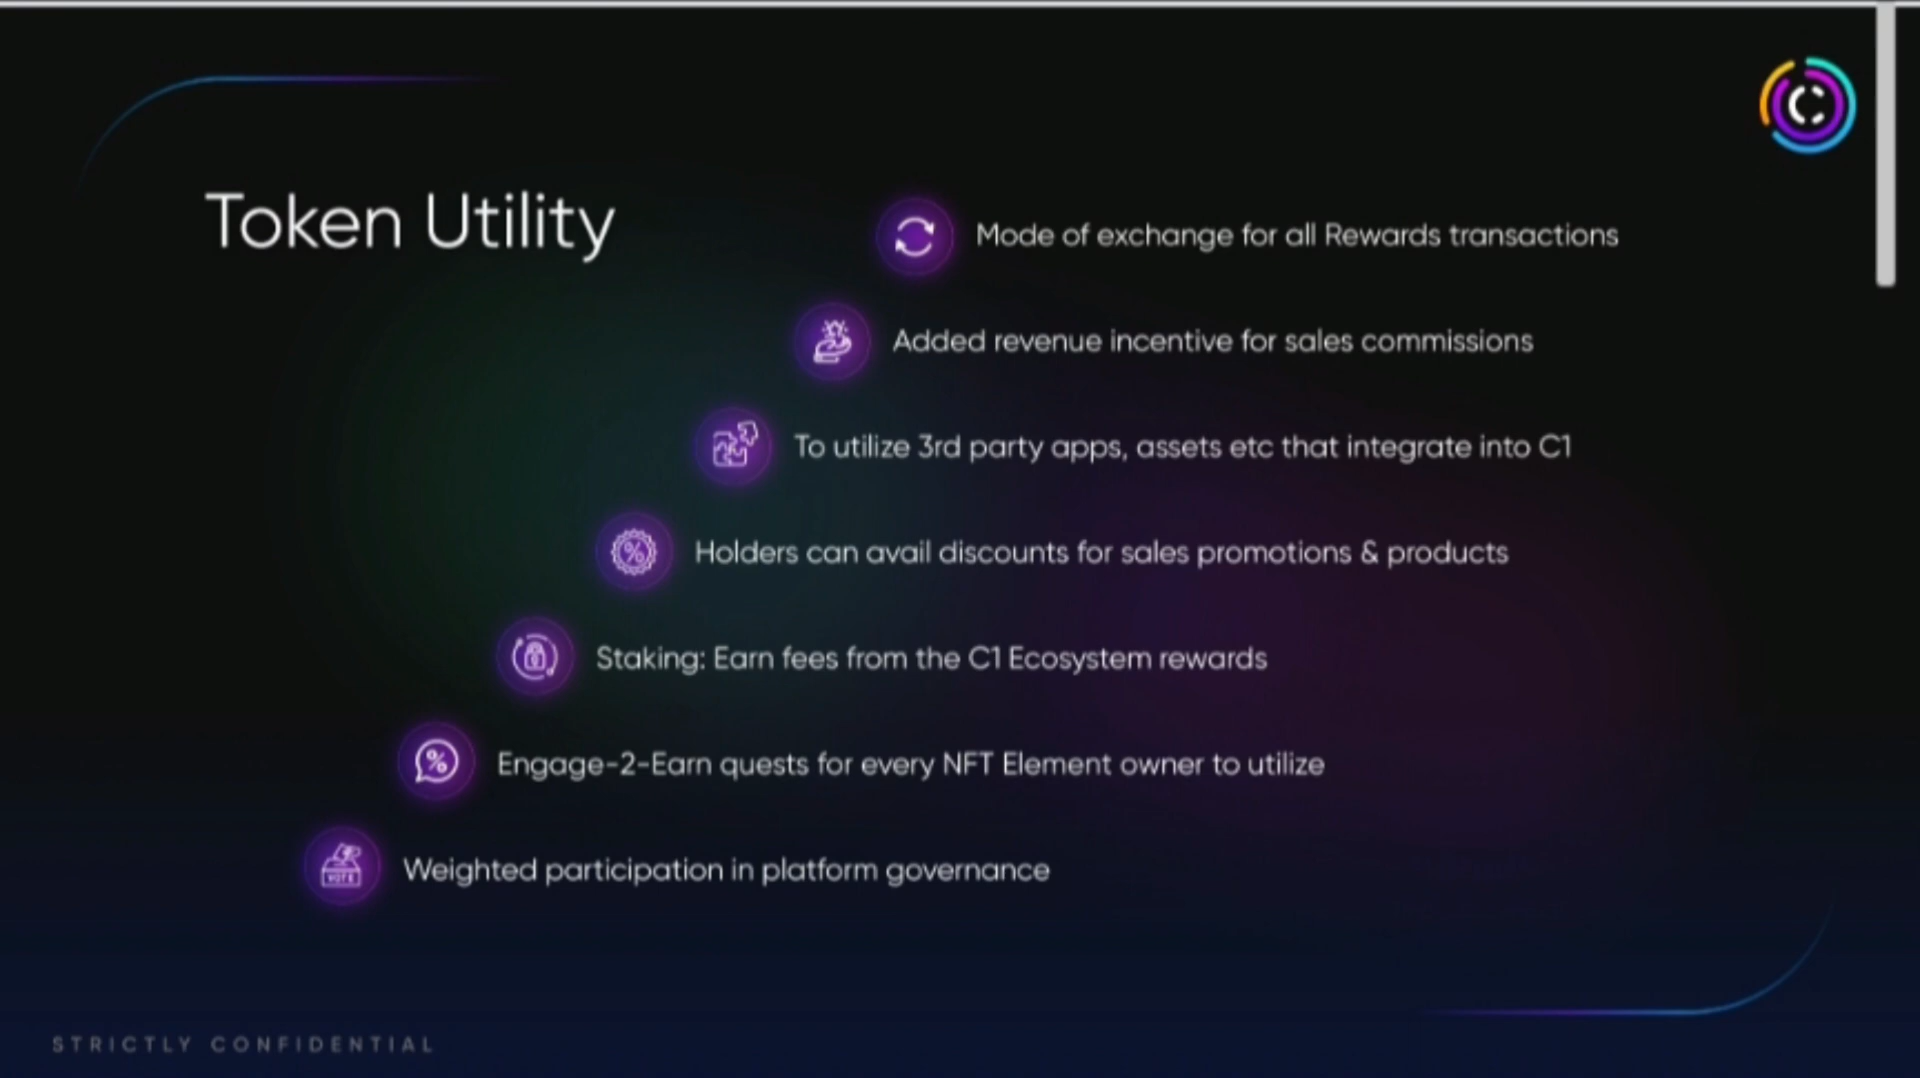 Token Utility
Mode of exchange for all Rewards transactions
Added revenue incentive for sales commissions
To utilize 3rd party apps, assets etc that integrate into C1
Holders can avail discounts for sales promotions & products
Staking: Earn fees from the C1 Ecosystem rewards
Engage-2-Earn quests for every NFT Element owner to utilize
VOTE
Weighted participation in platform governance
STRICTLY CONFIDENTIAL